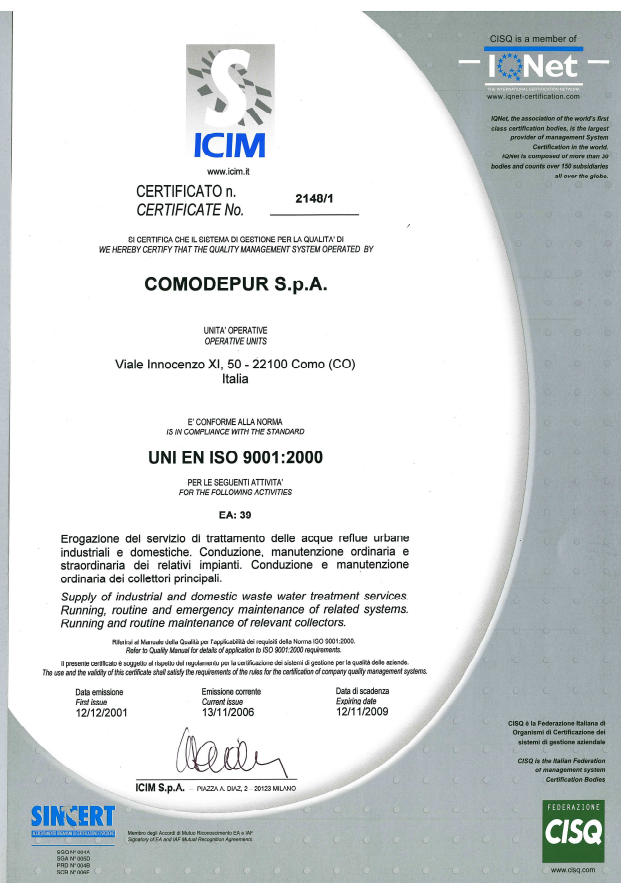 CISQ is a member of
IQNet
THE INTERNATIONAL CERTIFICATION NETWORK
www.iqnet-certification.com
IQNet, the association of the world's first
class certification bodies, is the largest
provider of management System
Certification in the world.
IQNet is composed of more than 30
bodies and counts over 150 subsidiaries
all over the globe.
ICIM
www.icim.it
CERTIFICATO n.
CERTIFICATE No.
2148/1
SI CERTIFICA CHE IL SISTEMA DI GESTIONE PER LA QUALITA' DI
WE HEREBY CERTIFY THAT THE QUALITY MANAGEMENT SYSTEM OPERATED BY
COMODEPUR S.p.A.
UNITA' OPERATIVE
OPERATIVE UNITS
Viale Innocenzo XI, 50 - 22100 Como (CO)
Italia
E' CONFORME ALLA NORMA
IS IN COMPLIANCE WITH THE STANDARD
UNI EN ISO 9001:2000
PER LE SEGUENTI ATTIVITA'
FOR THE FOLLOWING ACTIVITIES
EA: 39
Erogazione del servizio di trattamento delle acque reflue urbane
industriali e domestiche. Conduzione, manutenzione ordinaria e
straordinaria dei relativi impianti. Conduzione e manutenzione
ordinaria dei collettori principali.
Supply of industrial and domestic waste water treatment services.
Running, routine and emergency maintenance of related systems.
Running and routine maintenance of relevant collectors.
Riferirsi al Manuale della Qualità per l'applicabilità dei requisiti della Norma ISO 9001:2000.
Refer to Quality Manual for details of application to ISO 9001:2000 requirements.
Il presente certificato è soggetto al rispetto del regolamento per la certificazione dei sistemi di gestione per la qualità delle aziende.
The use and the validity of this certificate shall satisfy the requirements of the rules for the certification of company quality management systems.
Data emissione
First issue
12/12/2001
Emissione corrente
Current issue
13/11/2006
Data di scadenza
Expiring date
12/11/2009
ICIM S.p.A. – PIAZZA A. DIAZ, 2 – 20123 MILANO
CISQ è la Federazione Italiana di
Organismi di Certificazione dei
sistemi di gestione aziendale
CISQ is the Italian Federation
of management system
Certification Bodies
FEDERAZIONE
CISQ
www.cisq.com
SINCERT
Membro degli Accordi di Mutuo Riconoscimento EA e IAF
Signatory of EA and IAF Mutual Recognition Agreements
SGQ N° 004A
SGA N° 005D
PRD N° 004B
SCR N° 006F